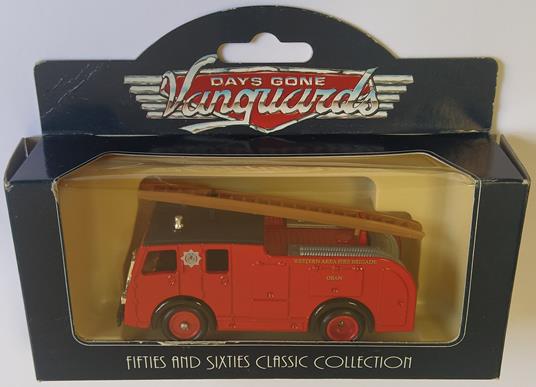 DAYS GONE
Vanguards
WESTERN AREA FIRE BRIGADE
OBAN
FIFTIES AND SIXTIES CLASSIC COLLECTION